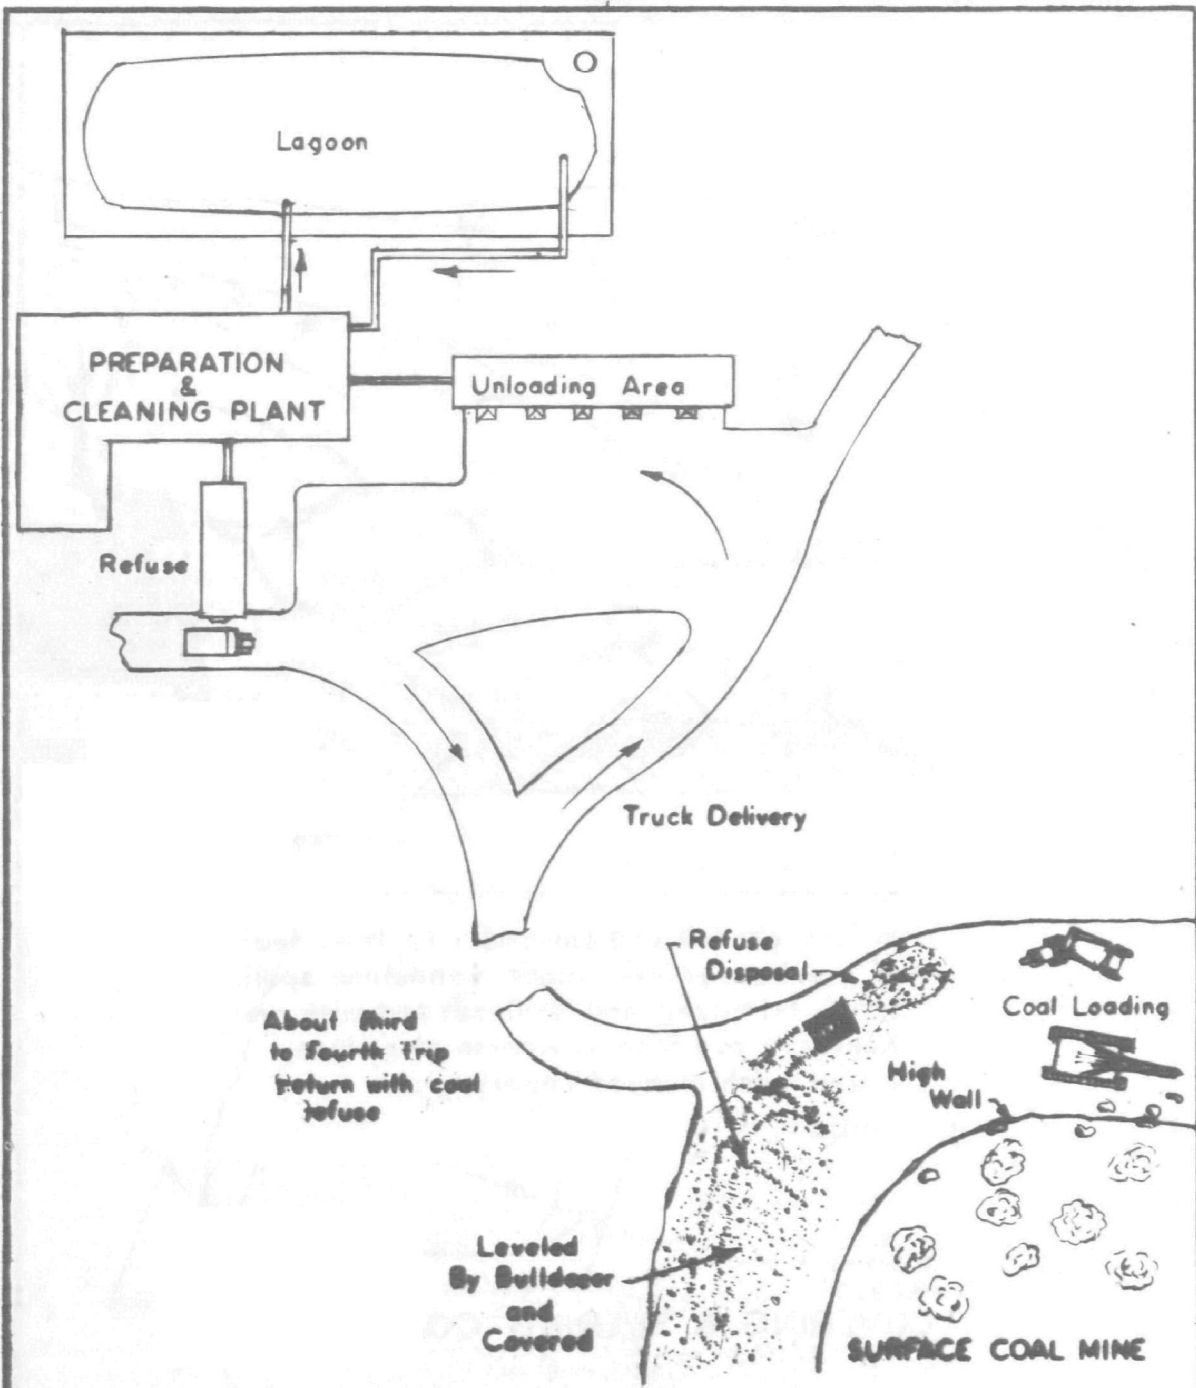 Lagoon
PREPARATION
&
CLEANING PLANT
Unloading Area
Refuse
Truck Delivery
Refuse
Disposal
Coal Loading
About third
to Fourth Trip
return with coal
refuse
High
Wall
Leveled
By Bulldozer
and
Covered
SURFACE COAL MINE